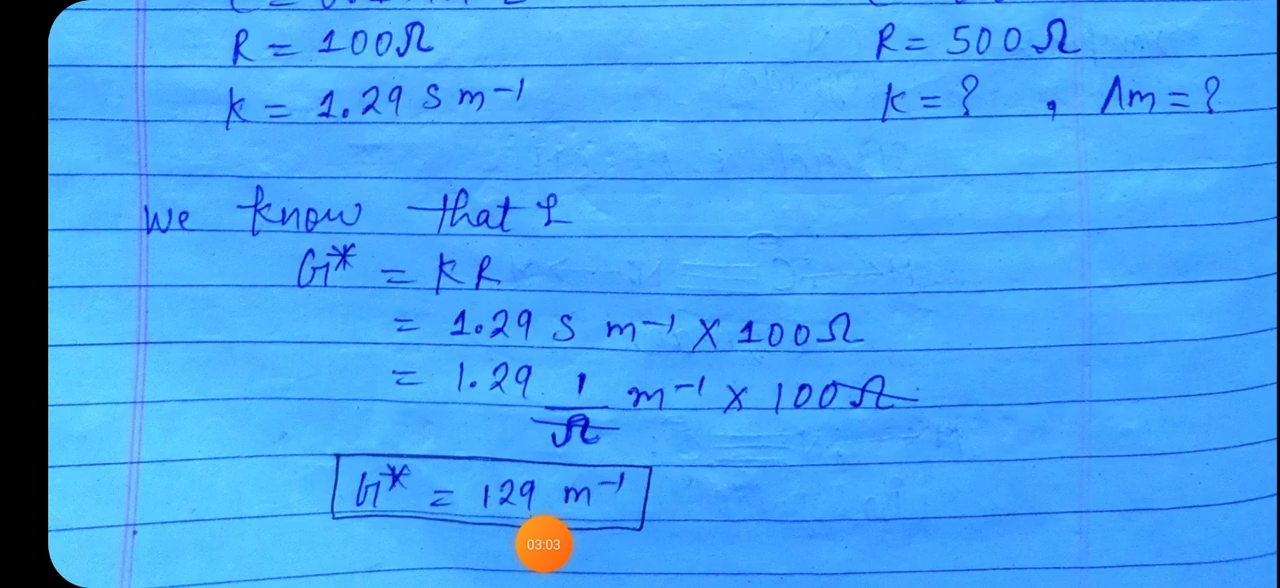 R = 100Ω
R = 500Ω
K = 1.29 S m⁻¹
K = ? , Λm = ?
We know that
G* = KR
= 1.29 S m⁻¹ × 100Ω
= 1.29 1/Ω m⁻¹ × 100Ω
G* = 129 m⁻¹
03:03